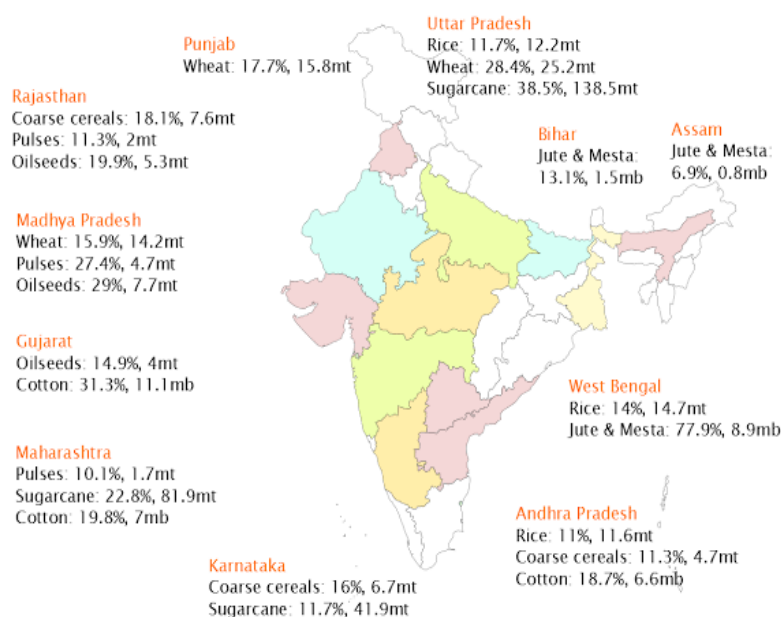 Uttar Pradesh
Rice: 11.7%, 12.2mt
Wheat: 28.4%, 25.2mt
Sugarcane: 38.5%, 138.5mt
Punjab
Wheat: 17.7%, 15.8mt
Rajasthan
Coarse cereals: 18.1%, 7.6mt
Pulses: 11.3%, 2mt
Oilseeds: 19.9%, 5.3mt
Bihar
Jute & Mesta:
13.1%, 1.5mb
Assam
Jute & Mesta:
6.9%, 0.8mb
Madhya Pradesh
Wheat: 15.9%, 14.2mt
Pulses: 27.4%, 4.7mt
Oilseeds: 29%, 7.7mt
Gujarat
Oilseeds: 14.9%, 4mt
Cotton: 31.3%, 11.1mb
West Bengal
Rice: 14%, 14.7mt
Jute & Mesta: 77.9%, 8.9mb
Maharashtra
Pulses: 10.1%, 1.7mt
Sugarcane: 22.8%, 81.9mt
Cotton: 19.8%, 7mb
Andhra Pradesh
Rice: 11%, 11.6mt
Coarse cereals: 11.3%, 4.7mt
Cotton: 18.7%, 6.6mb
Karnataka
Coarse cereals: 16%, 6.7mt
Sugarcane: 11.7%, 41.9mt